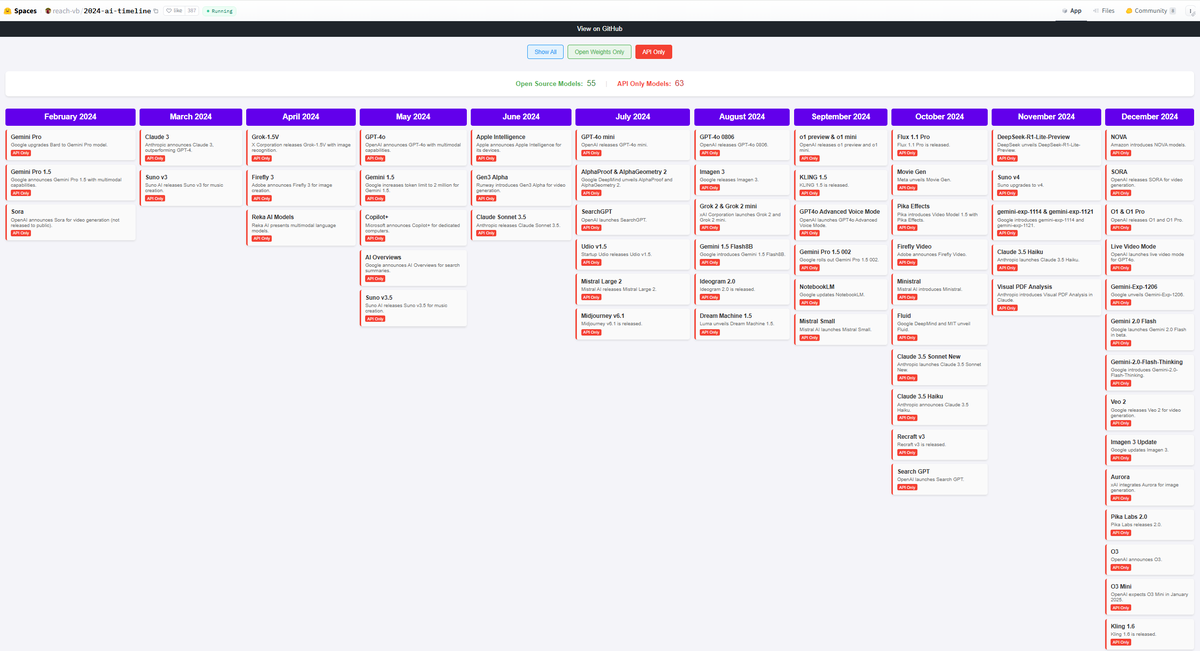 Spaces
reach-vb/2024-ai-timeline
like 387
Running
App
Files
Community 8
View on GitHub
Show All
Open Weights Only
API Only
Open Source Models: 55
API Only Models: 63
February 2024
Gemini Pro
Google upgrades Bard to Gemini Pro model.
API Only
Gemini Pro 1.5
Google announces Gemini Pro 1.5 with multimodal
capabilities.
API Only
Sora
OpenAI announces Sora for video generation (not
released to public).
API Only
March 2024
Claude 3
Anthropic announces Claude 3,
outperforming GPT-4.
API Only
Suno v3
Suno AI releases Suno v3 for music
creation.
API Only
April 2024
Grok-1.5V
X Corporation releases Grok-1.5V with image
recognition.
API Only
Firefly 3
Adobe announces Firefly 3 for image
creation.
API Only
Reka AI Models
Reka AI presents multimodal language
models.
API Only
May 2024
GPT-4o
OpenAI announces GPT-4o with multimodal
capabilities.
API Only
Gemini 1.5
Google increases token limit to 2 million for
Gemini 1.5.
API Only
Copilot+
Microsoft announces Copilot+ for dedicated
computers.
API Only
AI Overviews
Google announces AI Overviews for search
summaries.
API Only
Suno v3.5
Suno AI releases Suno v3.5 for music
creation.
API Only
June 2024
Apple Intelligence
Apple announces Apple Intelligence for
its devices.
API Only
Gen3 Alpha
Runway introduces Gen3 Alpha for video
generation.
API Only
Claude Sonnet 3.5
Anthropic releases Claude Sonnet 3.5.
API Only
July 2024
GPT-4o mini
OpenAI releases GPT-4o mini.
API Only
AlphaProof & AlphaGeometry 2
Google DeepMind unveils AlphaProof and
AlphaGeometry 2.
API Only
SearchGPT
OpenAI launches SearchGPT.
API Only
Udio v1.5
Startup Udio releases Udio v1.5.
API Only
Mistral Large 2
Mistral AI releases Mistral Large 2.
API Only
Midjourney v6.1
Midjourney v6.1 is released.
API Only
August 2024
GPT-4o 0806
OpenAI releases GPT-4o 0806.
API Only
Imagen 3
Google releases Imagen 3.
API Only
Grok 2 & Grok 2 mini
xAI Corporation launches Grok 2 and
Grok 2 mini.
API Only
Gemini 1.5 Flash8B
Google introduces Gemini 1.5 Flash8B.
API Only
Ideogram 2.0
Ideogram 2.0 is released.
API Only
Dream Machine 1.5
Luma unveils Dream Machine 1.5.
API Only
September 2024
o1 preview & o1 mini
OpenAI releases o1 preview and o1
mini.
API Only
KLING 1.5
KLING 1.5 is released.
API Only
GPT4o Advanced Voice Mode
OpenAI launches GPT4o Advanced
Voice Mode.
API Only
Gemini Pro 1.5 002
Google rolls out Gemini Pro 1.5 002.
API Only
NotebookLM
Google updates NotebookLM.
API Only
Mistral Small
Mistral AI launches Mistral Small.
API Only
October 2024
Flux 1.1 Pro
Flux 1.1 Pro is released.
API Only
Movie Gen
Meta unveils Movie Gen.
API Only
Pika Effects
Pika introduces Video Model 1.5 with
Pika Effects.
API Only
Firefly Video
Adobe announces Firefly Video.
API Only
Ministral
Mistral AI introduces Ministral.
API Only
Fluid
Google DeepMind and MIT unveil
Fluid.
API Only
Claude 3.5 Sonnet New
Anthropic launches Claude 3.5 Sonnet
New.
API Only
Claude 3.5 Haiku
Anthropic announces Claude 3.5
Haiku.
API Only
Recraft v3
Recraft v3 is released.
API Only
Search GPT
OpenAI launches Search GPT.
API Only
November 2024
DeepSeek-R1-Lite-Preview
DeepSeek unveils DeepSeek-R1-Lite-
Preview.
API Only
Suno v4
Suno upgrades to v4.
API Only
gemini-exp-1114 & gemini-exp-1121
Google introduces gemini-exp-1114 and
gemini-exp-1121.
API Only
Claude 3.5 Haiku
Anthropic launches Claude 3.5 Haiku.
API Only
Visual PDF Analysis
Anthropic introduces Visual PDF Analysis in
Claude.
API Only
December 2024
NOVA
Amazon introduces NOVA models.
API Only
SORA
OpenAI releases SORA for video
generation.
API Only
O1 & O1 Pro
OpenAI releases O1 and O1 Pro.
API Only
Live Video Mode
OpenAI launches live video mode
for GPT4o.
API Only
Gemini-Exp-1206
Google unveils Gemini-Exp-1206.
API Only
Gemini 2.0 Flash
Google launches Gemini 2.0 Flash
in beta.
API Only
Gemini-2.0-Flash-Thinking
Google introduces Gemini-2.0-
Flash-Thinking.
API Only
Veo 2
Google releases Veo 2 for video
generation.
API Only
Imagen 3 Update
Google updates Imagen 3.
API Only
Aurora
xAI integrates Aurora for image
generation.
API Only
Pika Labs 2.0
Pika Labs releases 2.0.
API Only
O3
OpenAI announces O3.
API Only
O3 Mini
OpenAI expects O3 Mini in January
2025.
API Only
Kling 1.6
Kling 1.6 is released.
API Only